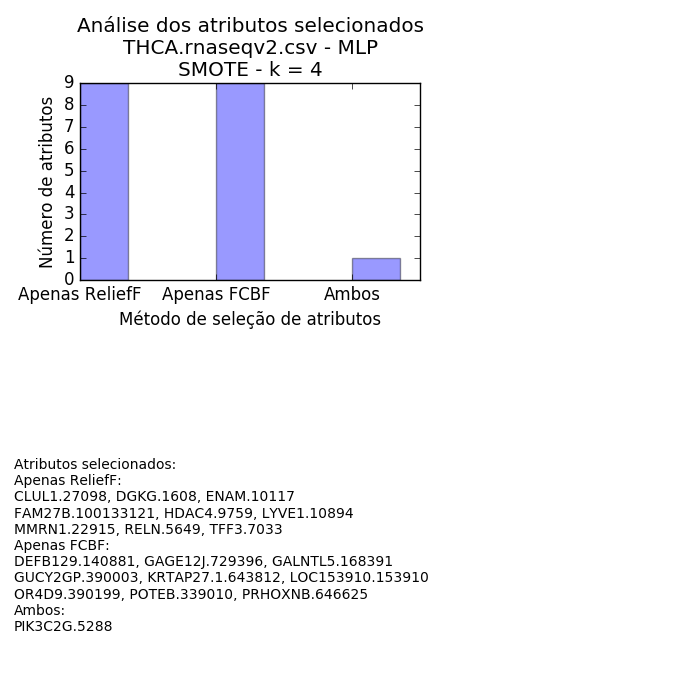 Análise dos atributos selecionados
THCA.rnaseqv2.csv - MLP
SMOTE - k = 4
9
8
7
6
5
4
3
2
1
0
Número de atributos
Apenas ReliefF Apenas FCBF Ambos
Método de seleção de atributos
Atributos selecionados:
Apenas ReliefF:
CLUL1.27098, DGKG.1608, ENAM.10117
FAM27B.100133121, HDAC4.9759, LYVE1.10894
MMRN1.22915, RELN.5649, TFF3.7033
Apenas FCBF:
DEFB129.140881, GAGE12J.729396, GALNTL5.168391
GUCY2GP.390003, KRTAP27.1.643812, LOC153910.153910
OR4D9.390199, POTEB.339010, PRHOXNB.646625
Ambos:
PIK3C2G.5288